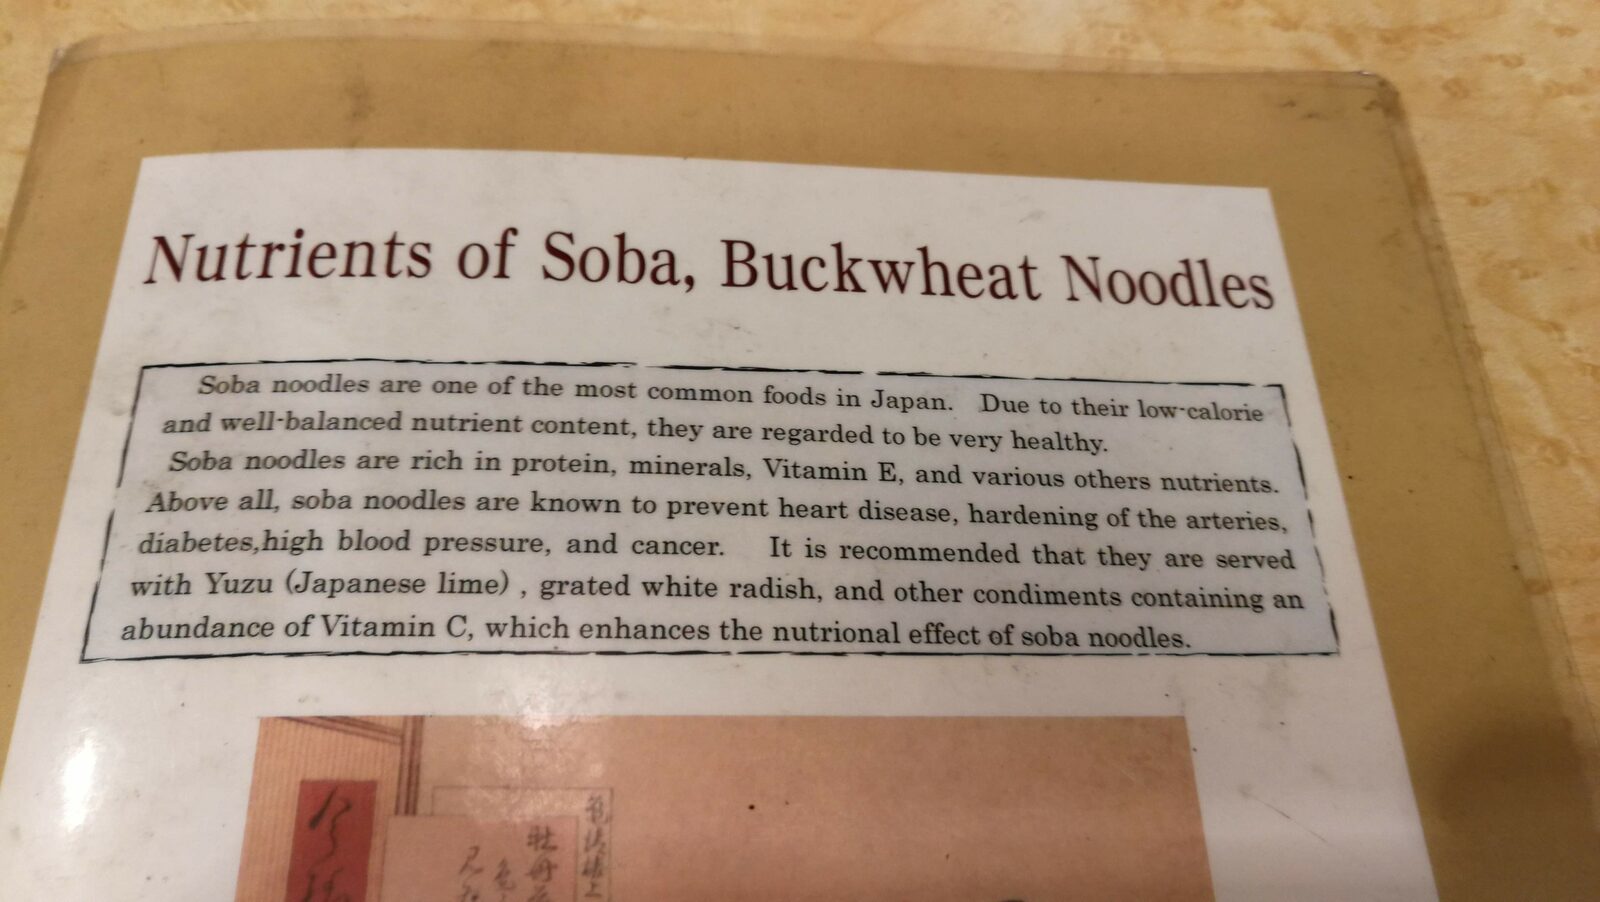 Nutrients of Soba, Buckwheat Noodles
Soba noodles are one of the most common foods in Japan. Due to their low-calorie
and well-balanced nutrient content, they are regarded to be very healthy.
Soba noodles are rich in protein, minerals, Vitamin E, and various others nutrients.
Above all, soba noodles are known to prevent heart disease, hardening of the arteries,
diabetes,high blood pressure, and cancer. It is recommended that they are served
with Yuzu (Japanese lime) , grated white radish, and other condiments containing an
abundance of Vitamin C, which enhances the nutrional effect of soba noodles.
牡丹